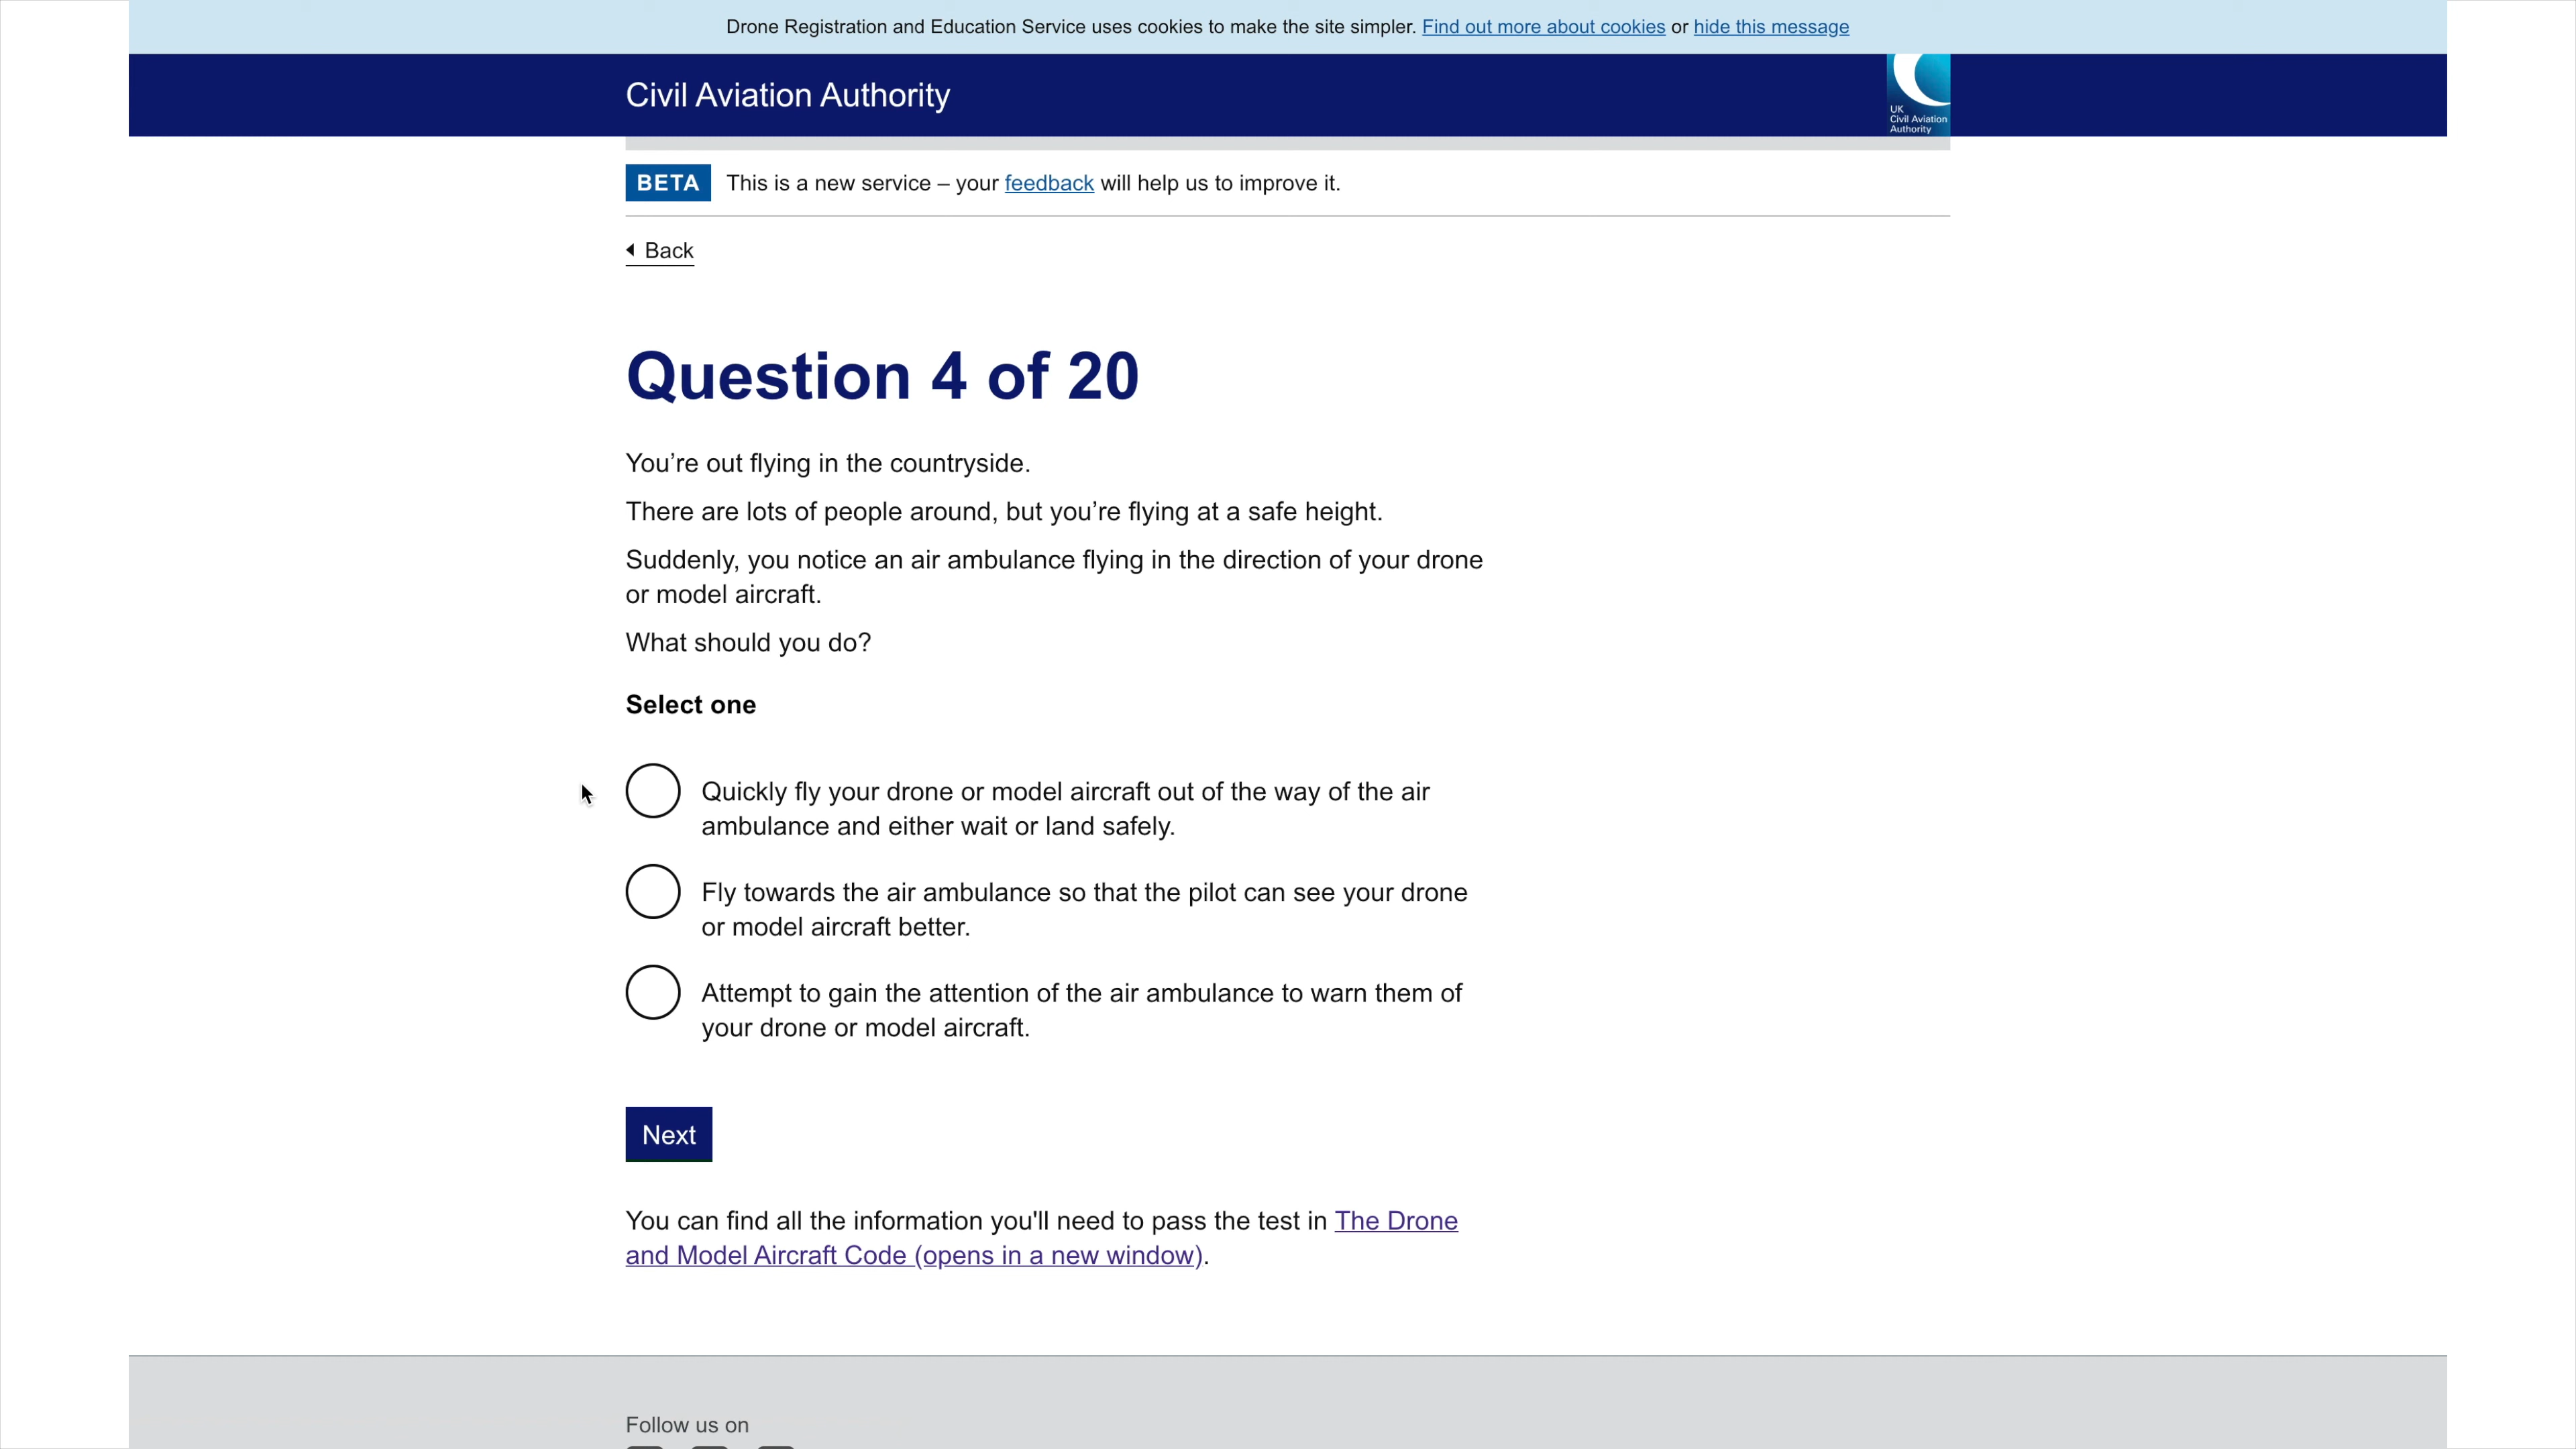 Drone Registration and Education Service uses cookies to make the site simpler. Find out more about cookies or hide this message
Civil Aviation Authority
UK
Civil Aviation
Authority
BETA This is a new service – your feedback will help us to improve it.
Back
Question 4 of 20
You’re out flying in the countryside.
There are lots of people around, but you’re flying at a safe height.
Suddenly, you notice an air ambulance flying in the direction of your drone
or model aircraft.
What should you do?
Select one
Quickly fly your drone or model aircraft out of the way of the air
ambulance and either wait or land safely.
Fly towards the air ambulance so that the pilot can see your drone
or model aircraft better.
Attempt to gain the attention of the air ambulance to warn them of
your drone or model aircraft.
Next
You can find all the information you'll need to pass the test in The Drone
and Model Aircraft Code (opens in a new window).
Follow us on